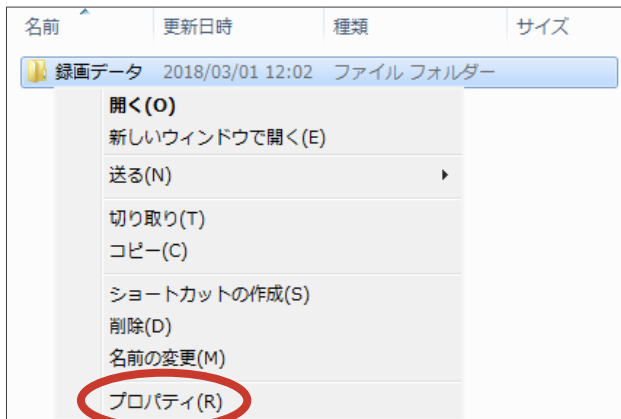 名前 更新日時 種類 サイズ
録画データ 2018/03/01 12:02 ファイル フォルダー
開く(O)
新しいウィンドウで開く(E)
送る(N)
切り取り(T)
コピー(C)
ショートカットの作成(S)
削除(D)
名前の変更(M)
プロパティ(R)